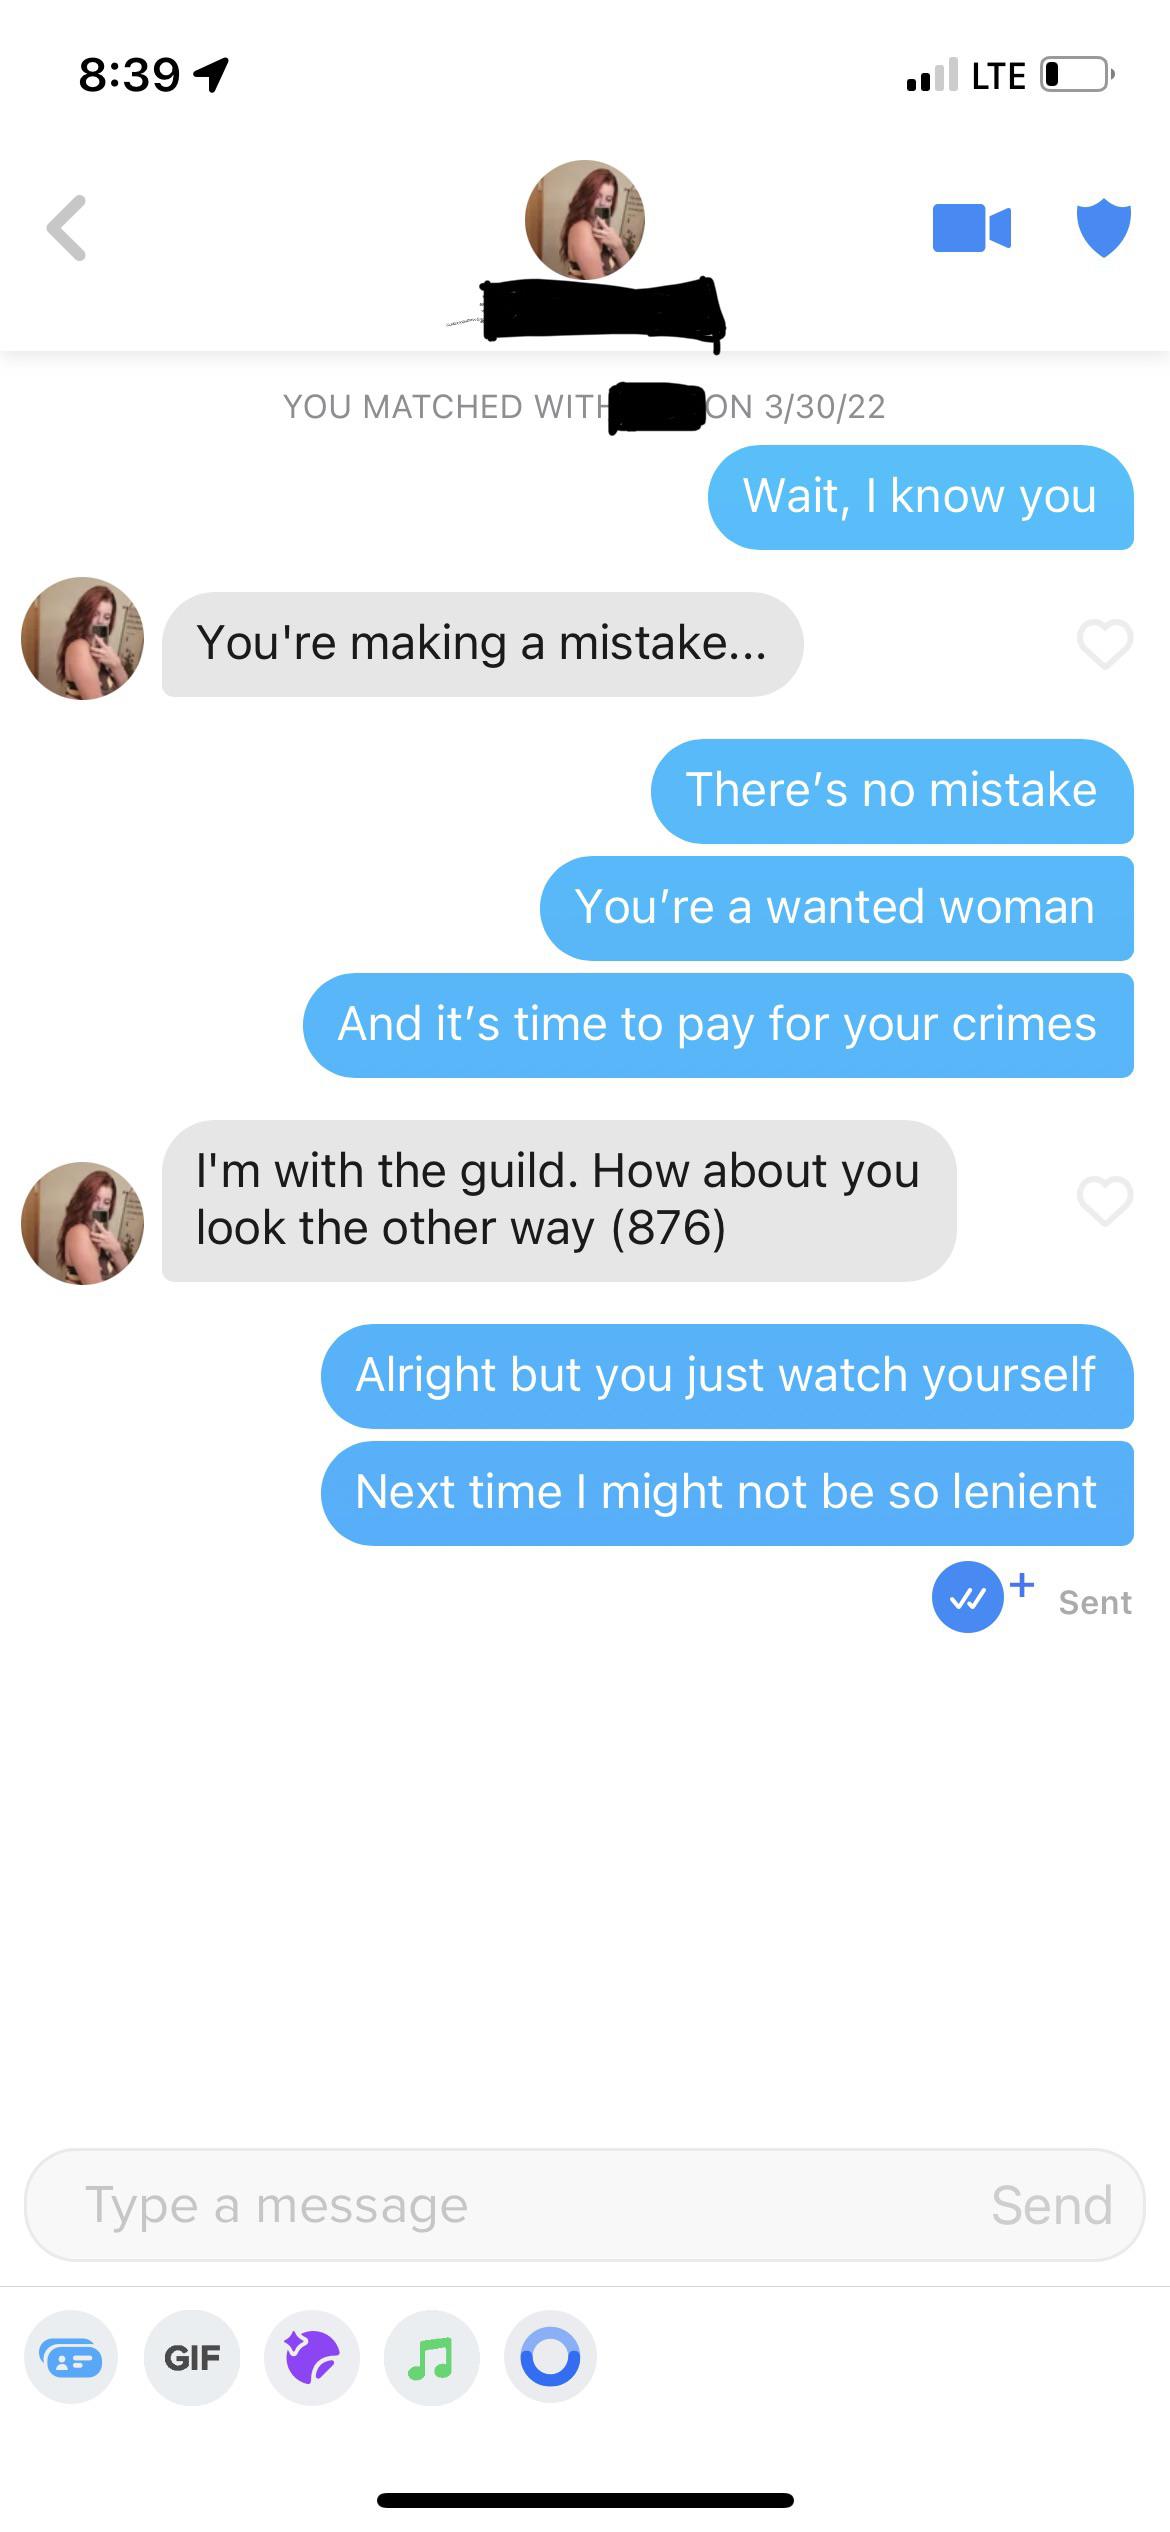 8:39
LTE
YOU MATCHED WITH ON 3/30/22
Wait, I know you
You're making a mistake...
There’s no mistake
You’re a wanted woman
And it’s time to pay for your crimes
I'm with the guild. How about you
look the other way (876)
Alright but you just watch yourself
Next time I might not be so lenient
Sent
Type a message
Send
GIF